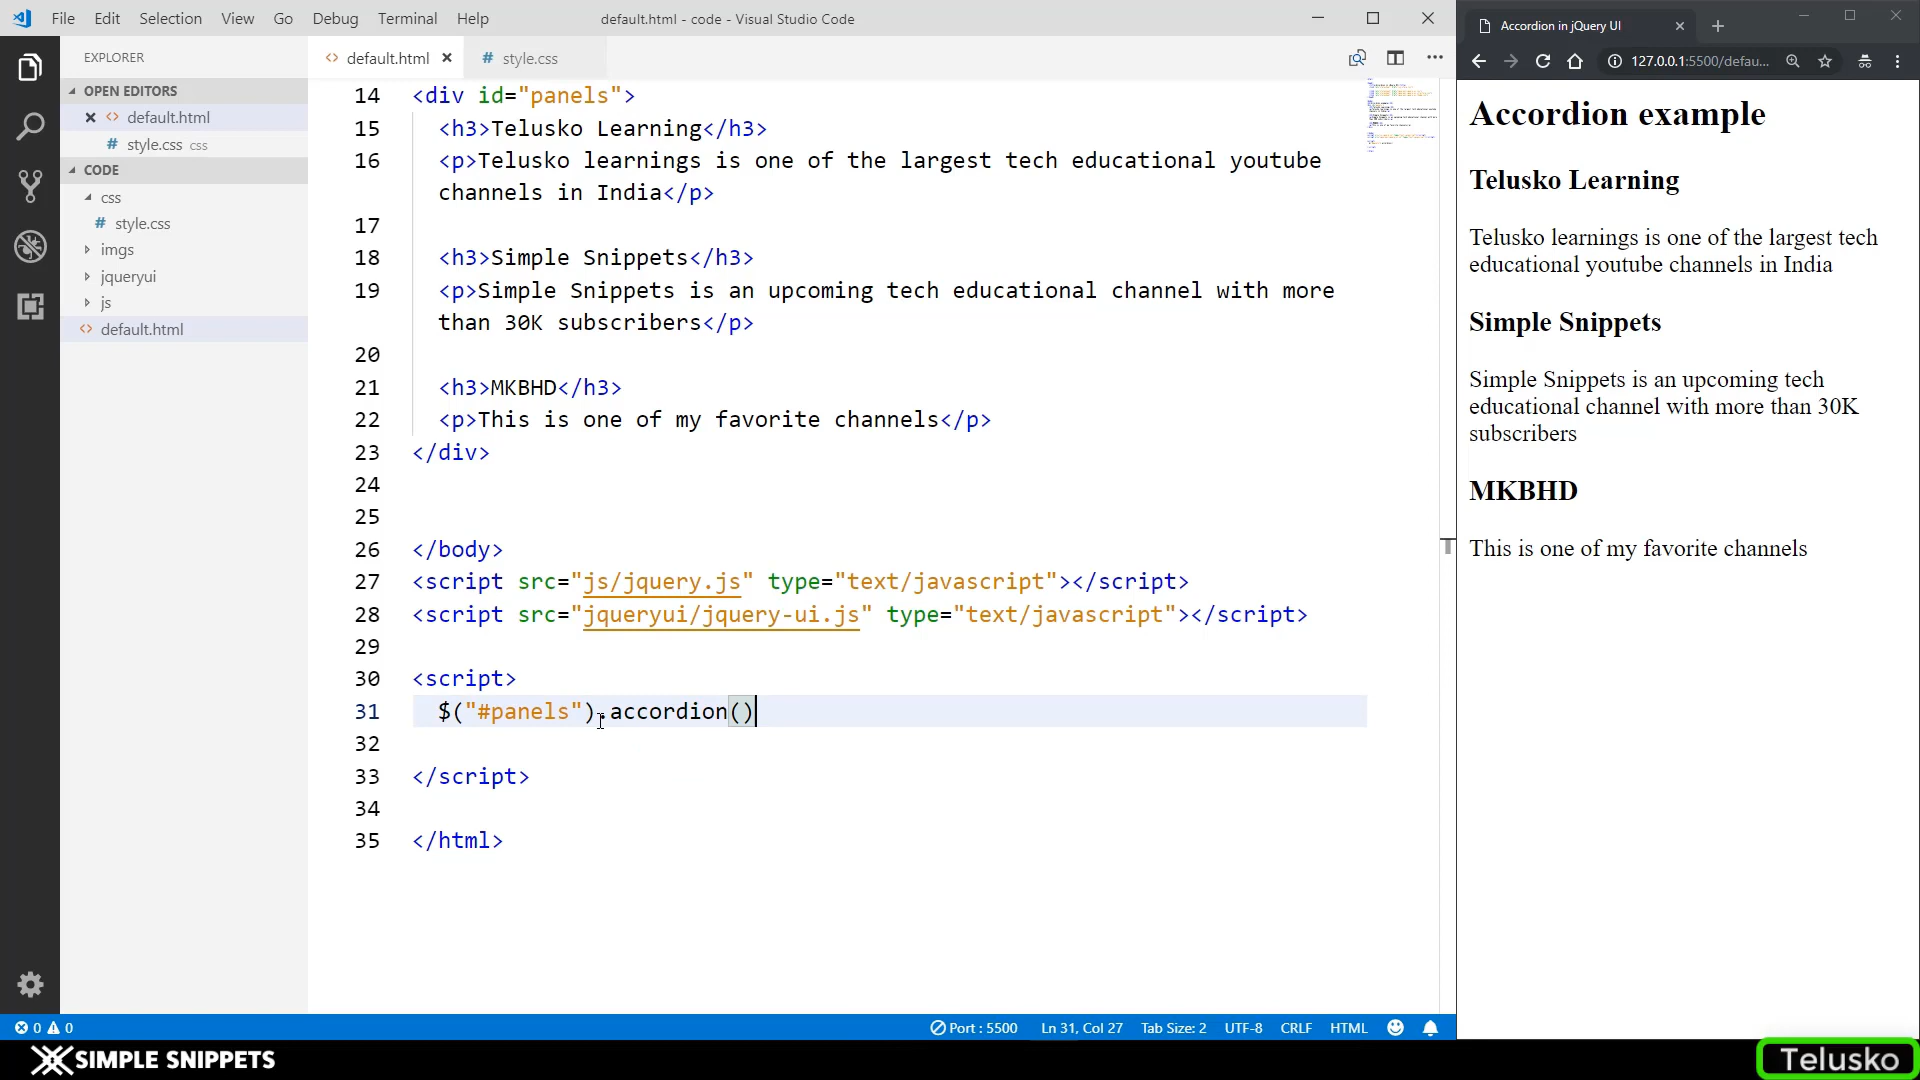 File Edit Selection View Go Debug Terminal Help
default.html - code - Visual Studio Code
EXPLORER
OPEN EDITORS
default.html
style.css css
CODE
css
style.css
imgs
jqueryui
js
default.html
default.html
style.css
14 <div id="panels">
15 <h3>Telusko Learning</h3>
16 <p>Telusko learnings is one of the largest tech educational youtube
channels in India</p>
17
18 <h3>Simple Snippets</h3>
19 <p>Simple Snippets is an upcoming tech educational channel with more
than 30K subscribers</p>
20
21 <h3>MKBHD</h3>
22 <p>This is one of my favorite channels</p>
23 </div>
24
25
26 </body>
27 <script src="js/jquery.js" type="text/javascript"></script>
28 <script src="jqueryui/jquery-ui.js" type="text/javascript"></script>
29
30 <script>
31 $("#panels").accordion()
32
33 </script>
34
35 </html>
0 0
Port : 5500 Ln 31, Col 27 Tab Size: 2 UTF-8 CRLF HTML
Accordion in jQuery UI
127.0.0.1:5500/defau...
Accordion example
Telusko Learning
Telusko learnings is one of the largest tech
educational youtube channels in India
Simple Snippets
Simple Snippets is an upcoming tech
educational channel with more than 30K
subscribers
MKBHD
This is one of my favorite channels
SIMPLE SNIPPETS
Telusko